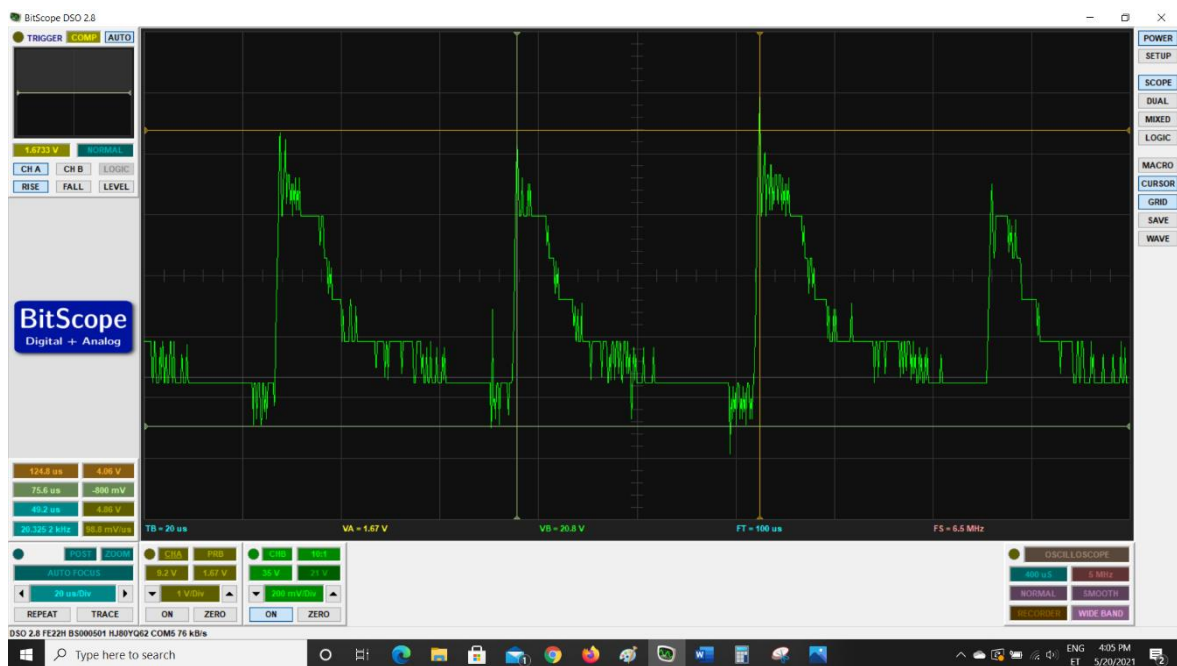 BitScope DSO 2.8
TRIGGER COMP AUTO
1.6733 V NORMAL
CH A CH B LOGIC
RISE FALL LEVEL
BitScope
Digital + Analog
124.8 us 4.06 V
75.6 us -800 mV
49.2 us 4.86 V
20.325 2 kHz 98.8 mV/us
TB = 20 us VA = 1.67 V VB = 20.8 V FT = 100 us FS = 6.5 MHz
POWER
SETUP
SCOPE
DUAL
MIXED
LOGIC
MACRO
CURSOR
GRID
SAVE
WAVE
POST ZOOM
AUTO FOCUS
20 us/Div
REPEAT TRACE
CHA PRB
9.2 V 1.67 V
1 V/Div
ON ZERO
CHB 10:1
35 V 21 V
200 mV/Div
ON ZERO
OSCILLOSCOPE
400 uS 5 MHz
NORMAL SMOOTH
RECORDER WIDE BAND
DSO 2.8 FE22H BS000501 HJ80YQ62 COM5 76 kB/s
Type here to search
ENG 4:05 PM
ET 5/20/2021